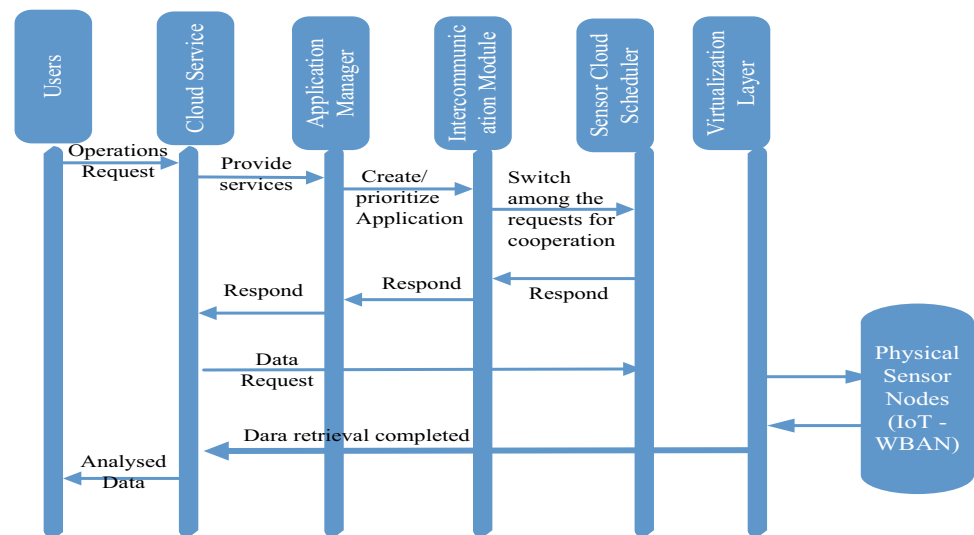 Users
Cloud Service
Application
Manager
Intercommunic
ation Module
Sensor Cloud
Scheduler
Virtualization
Layer
Operations
Request
Provide
services
Create/
prioritize
Application
Switch
among the
requests for
cooperation
Respond
Respond
Respond
Data
Request
Physical
Sensor
Nodes
(IoT -
WBAN)
Dara retrieval completed
Analysed
Data